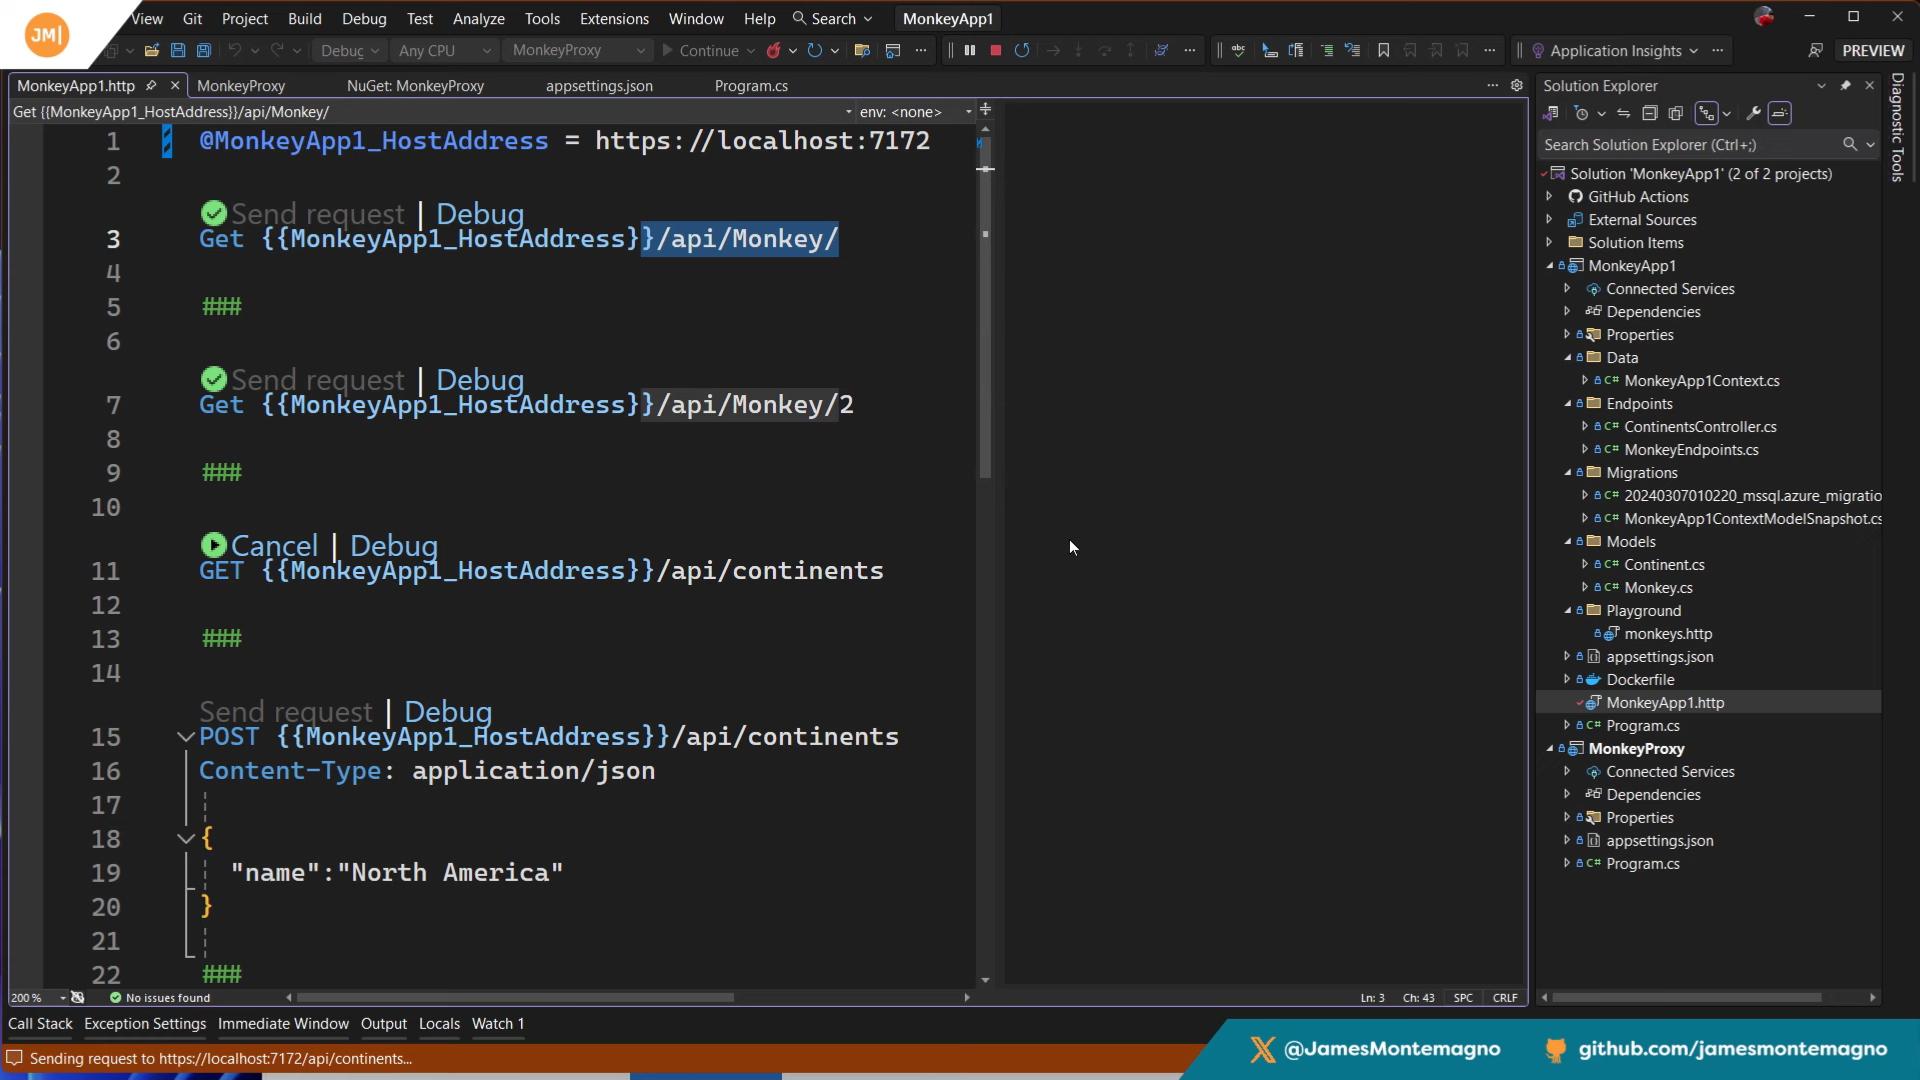 JM|
View Git Project Build Debug Test Analyze Tools Extensions Window Help Search MonkeyApp1
Debug Any CPU MonkeyProxy Continue abc Application Insights PREVIEW
MonkeyApp1.http MonkeyProxy NuGet: MonkeyProxy appsettings.json Program.cs
Get {{MonkeyApp1_HostAddress}}/api/Monkey/ env: <none>
1 @MonkeyApp1_HostAddress = https://localhost:7172
2
Send request | Debug
3 Get {{MonkeyApp1_HostAddress}}/api/Monkey/
4
5 ###
6
Send request | Debug
7 Get {{MonkeyApp1_HostAddress}}/api/Monkey/2
8
9 ###
10
Cancel | Debug
11 GET {{MonkeyApp1_HostAddress}}/api/continents
12
13 ###
14
Send request | Debug
15 POST {{MonkeyApp1_HostAddress}}/api/continents
16 Content-Type: application/json
17
18 {
19 "name":"North America"
20 }
21
22 ###
200 % No issues found Ln: 3 Ch: 43 SPC CRLF
Solution Explorer
Search Solution Explorer (Ctrl+;)
Solution 'MonkeyApp1' (2 of 2 projects)
GitHub Actions
External Sources
Solution Items
MonkeyApp1
Connected Services
Dependencies
Properties
Data
C# MonkeyApp1Context.cs
Endpoints
C# ContinentsController.cs
C# MonkeyEndpoints.cs
Migrations
C# 20240307010220_mssql.azure_migratio
C# MonkeyApp1ContextModelSnapshot.cs
Models
C# Continent.cs
C# Monkey.cs
Playground
monkeys.http
appsettings.json
Dockerfile
MonkeyApp1.http
C# Program.cs
MonkeyProxy
Connected Services
Dependencies
Properties
appsettings.json
C# Program.cs
Diagnostic Tools
Call Stack Exception Settings Immediate Window Output Locals Watch 1
Sending request to https://localhost:7172/api/continents...
@JamesMontemagno github.com/jamesmontemagno